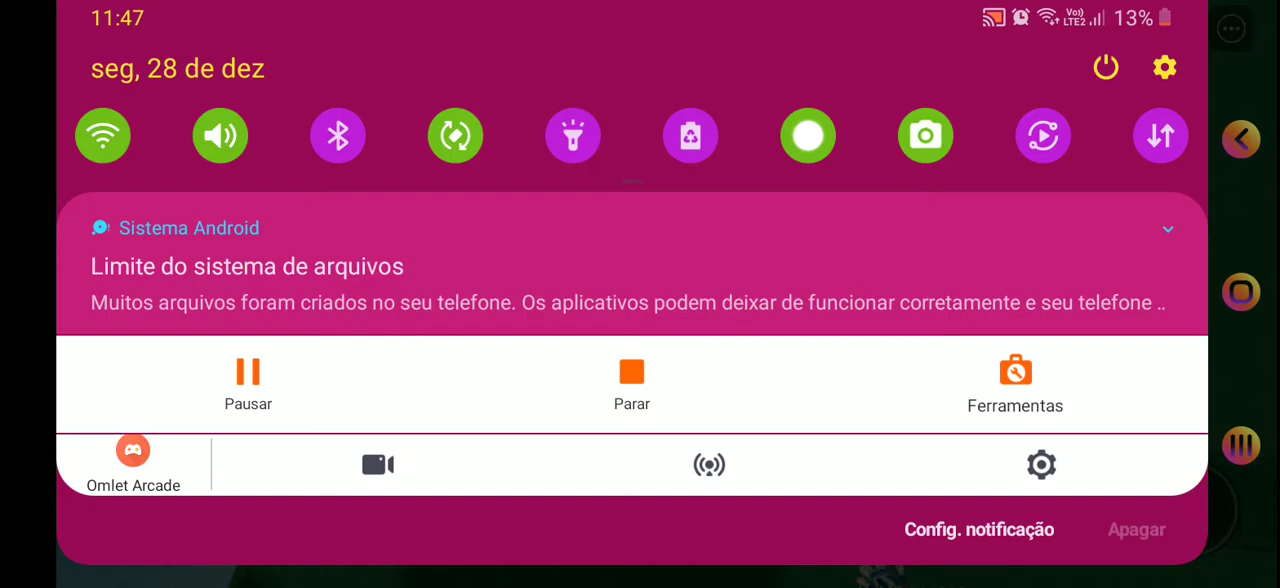 11:47
Vo)) LTE2 13%
seg, 28 de dez
Sistema Android
Limite do sistema de arquivos
Muitos arquivos foram criados no seu telefone. Os aplicativos podem deixar de funcionar corretamente e seu telefone ..
Pausar Parar Ferramentas
Omlet Arcade
Config. notificação Apagar